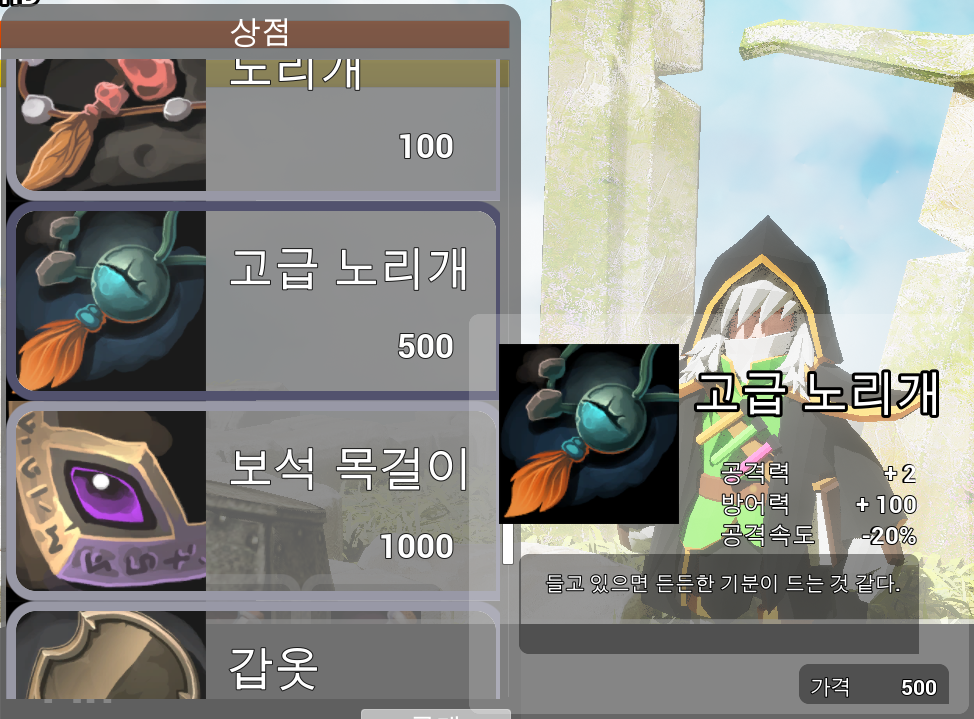 상점
노리개
100
고급 노리개
500
보석 목걸이
1000
갑옷
고급 노리개
공격력 + 2
방어력 + 100
공격속도 -20%
들고 있으면 든든한 기분이 드는 것 같다.
가격 500